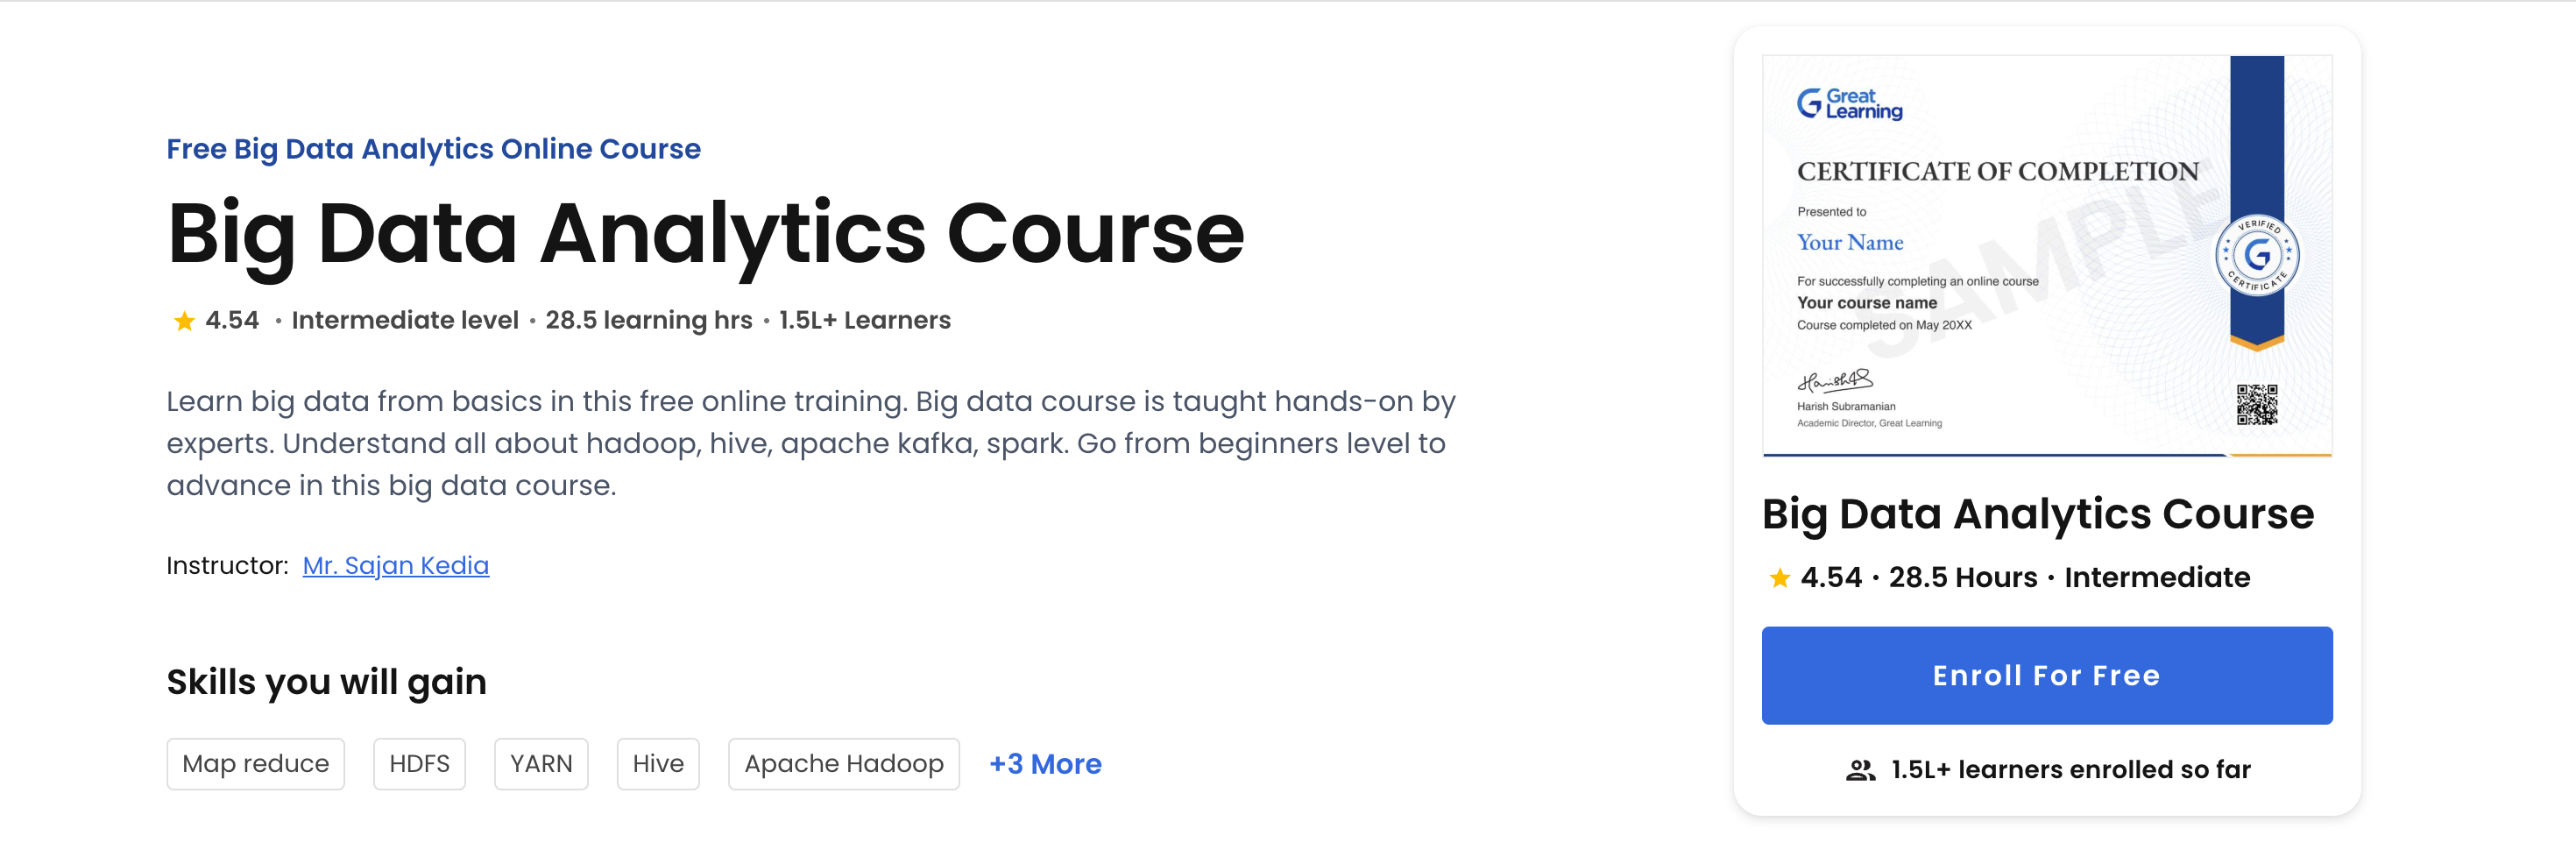 Free Big Data Analytics Online Course
Big Data Analytics Course
4.54 • Intermediate level • 28.5 learning hrs • 1.5L+ Learners
Learn big data from basics in this free online training. Big data course is taught hands-on by
experts. Understand all about hadoop, hive, apache kafka, spark. Go from beginners level to
advance in this big data course.
Instructor: Mr. Sajan Kedia
Skills you will gain
Map reduce HDFS YARN Hive Apache Hadoop +3 More
Great
Learning
CERTIFICATE OF COMPLETION
Presented to
Your Name
For successfully completing an online course
Your course name
Course completed on May 20XX
Harish Subramanian
Academic Director, Great Learning
SAMPLE
VERIFIED
CERTIFICATE
Big Data Analytics Course
4.54 • 28.5 Hours • Intermediate
Enroll For Free
1.5L+ learners enrolled so far